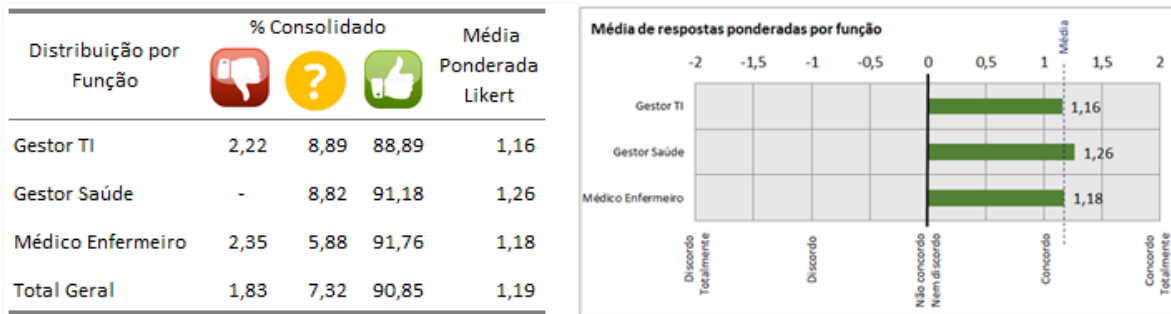 Distribuição por
Função
% Consolidado
?
Média
Ponderada
Likert
Gestor TI 2,22 8,89 88,89 1,16
Gestor Saúde - 8,82 91,18 1,26
Médico Enfermeiro 2,35 5,88 91,76 1,18
Total Geral 1,83 7,32 90,85 1,19
Média de respostas ponderadas por função
Média
-2 -1,5 -1 -0,5 0 0,5 1 1,5 2
Gestor TI 1,16
Gestor Saúde 1,26
Médico Enfermeiro 1,18
Discordo
Totalmente
Discordo
Não concordo
Nem discordo
Concordo
Concordo
Totalmente